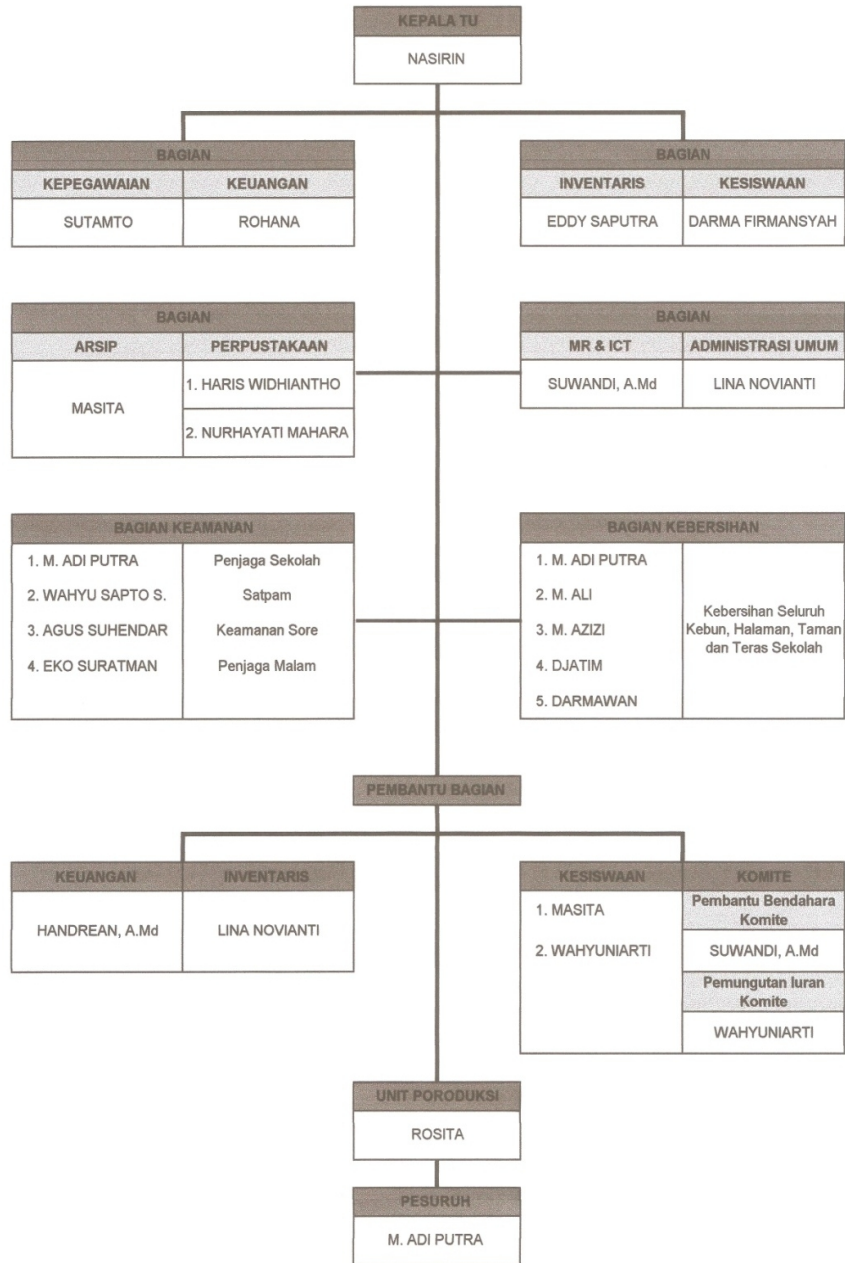 KEPALA TU
NASIRIN
BAGIAN
KEPEGAWAIAN KEUANGAN
SUTAMTO ROHANA
BAGIAN
INVENTARIS KESISWAAN
EDDY SAPUTRA DARMA FIRMANSYAH
BAGIAN
ARSIP PERPUSTAKAAN
MASITA
1. HARIS WIDHIANTHO
2. NURHAYATI MAHARA
BAGIAN
MR & ICT ADMINISTRASI UMUM
SUWANDI, A.Md LINA NOVIANTI
BAGIAN KEAMANAN
1. M. ADI PUTRA Penjaga Sekolah
2. WAHYU SAPTO S. Satpam
3. AGUS SUHENDAR Keamanan Sore
4. EKO SURATMAN Penjaga Malam
BAGIAN KEBERSIHAN
1. M. ADI PUTRA
2. M. ALI
3. M. AZIZI
4. DJATIM
5. DARMAWAN
Kebersihan Seluruh
Kebun, Halaman, Taman
dan Teras Sekolah
PEMBANTU BAGIAN
KEUANGAN INVENTARIS
HANDREAN, A.Md LINA NOVIANTI
KESISWAAN KOMITE
1. MASITA
2. WAHYUNIARTI
Pembantu Bendahara
Komite
SUWANDI, A.Md
Pemungutan Iuran
Komite
WAHYUNIARTI
UNIT PORODUKSI
ROSITA
PESURUH
M. ADI PUTRA